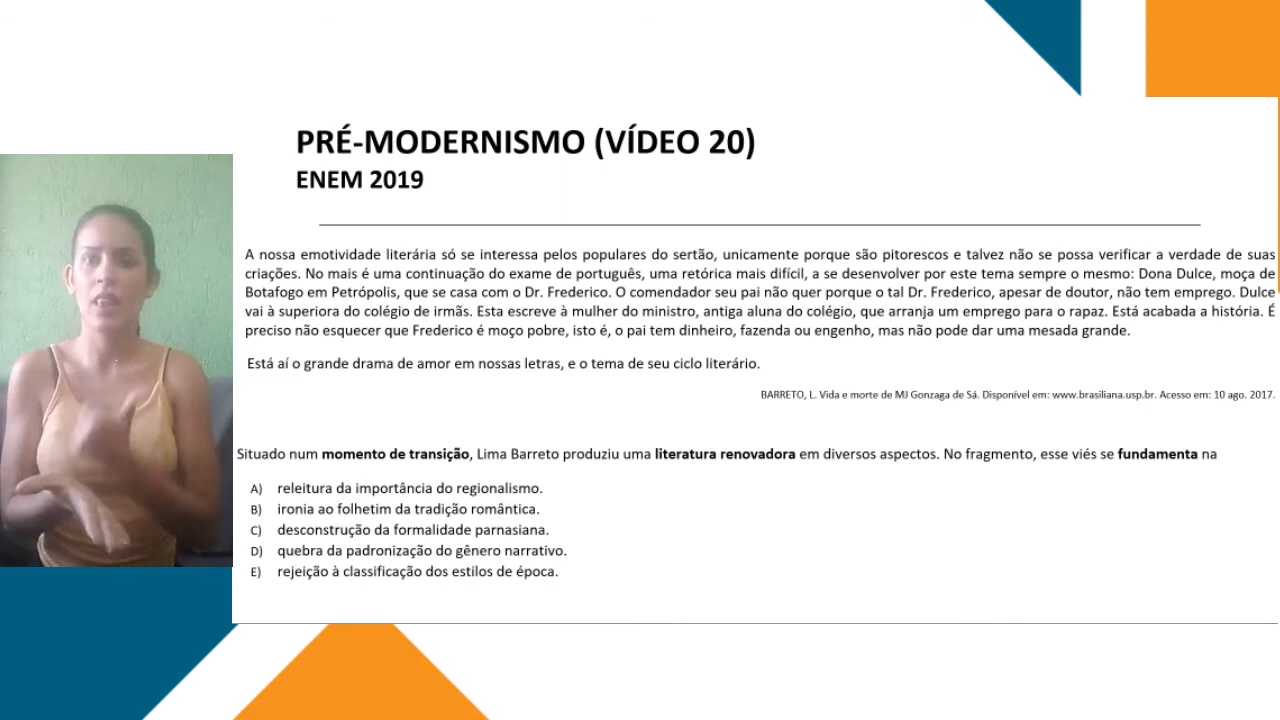 PRÉ-MODERNISMO (VÍDEO 20)
ENEM 2019
A nossa emotividade literária só se interessa pelos populares do sertão, unicamente porque são pitorescos e talvez não se possa verificar a verdade de suas
criações. No mais é uma continuação do exame de português, uma retórica mais difícil, a se desenvolver por este tema sempre o mesmo: Dona Dulce, moça de
Botafogo em Petrópolis, que se casa com o Dr. Frederico. O comendador seu pai não quer porque o tal Dr. Frederico, apesar de doutor, não tem emprego. Dulce
vai à superiora do colégio de irmãs. Esta escreve à mulher do ministro, antiga aluna do colégio, que arranja um emprego para o rapaz. Está acabada a história. É
preciso não esquecer que Frederico é moço pobre, isto é, o pai tem dinheiro, fazenda ou engenho, mas não pode dar uma mesada grande.
Está aí o grande drama de amor em nossas letras, e o tema de seu ciclo literário.
BARRETO, L. Vida e morte de MJ Gonzaga de Sá. Disponível em: www.brasiliana.usp.br. Acesso em: 10 ago. 2017.
Situado num momento de transição, Lima Barreto produziu uma literatura renovadora em diversos aspectos. No fragmento, esse viés se fundamenta na
A) releitura da importância do regionalismo.
B) ironia ao folhetim da tradição romântica.
C) desconstrução da formalidade parnasiana.
D) quebra da padronização do gênero narrativo.
E) rejeição à classificação dos estilos de época.